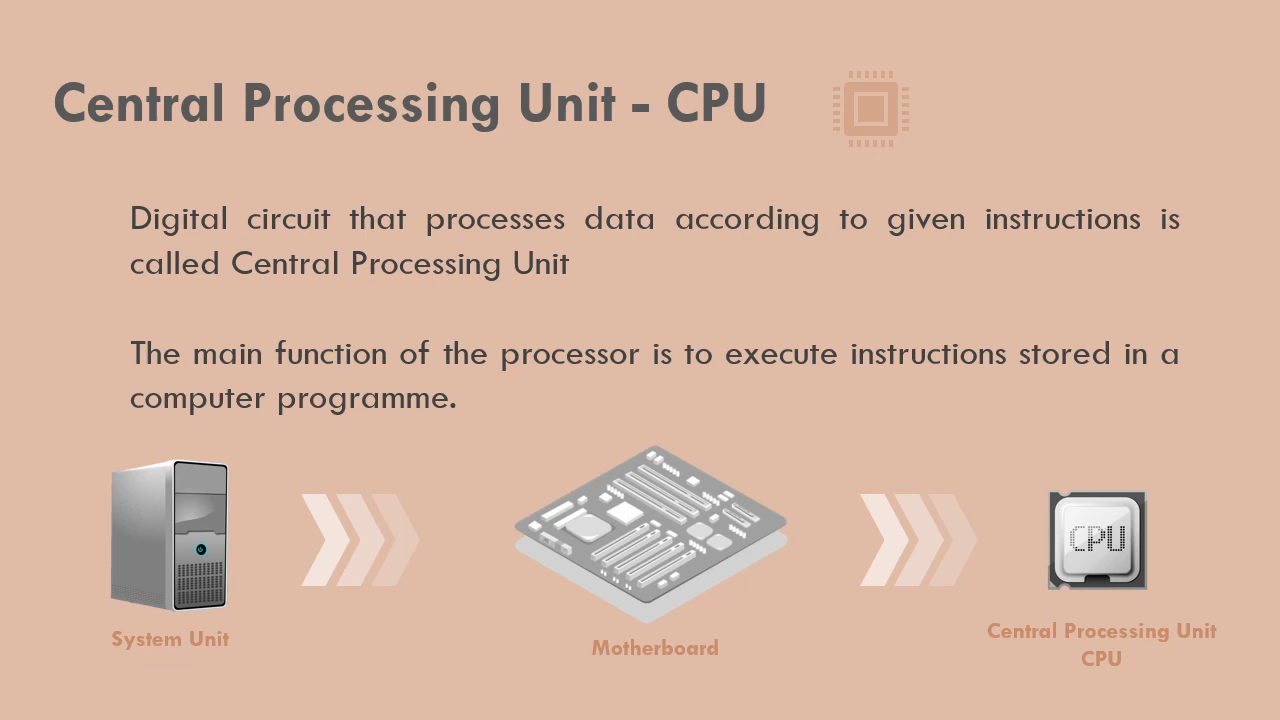 Central Processing Unit - CPU
Digital circuit that processes data according to given instructions is
called Central Processing Unit
The main function of the processor is to execute instructions stored in a
computer programme.
CPU
System Unit
Motherboard
Central Processing Unit
CPU